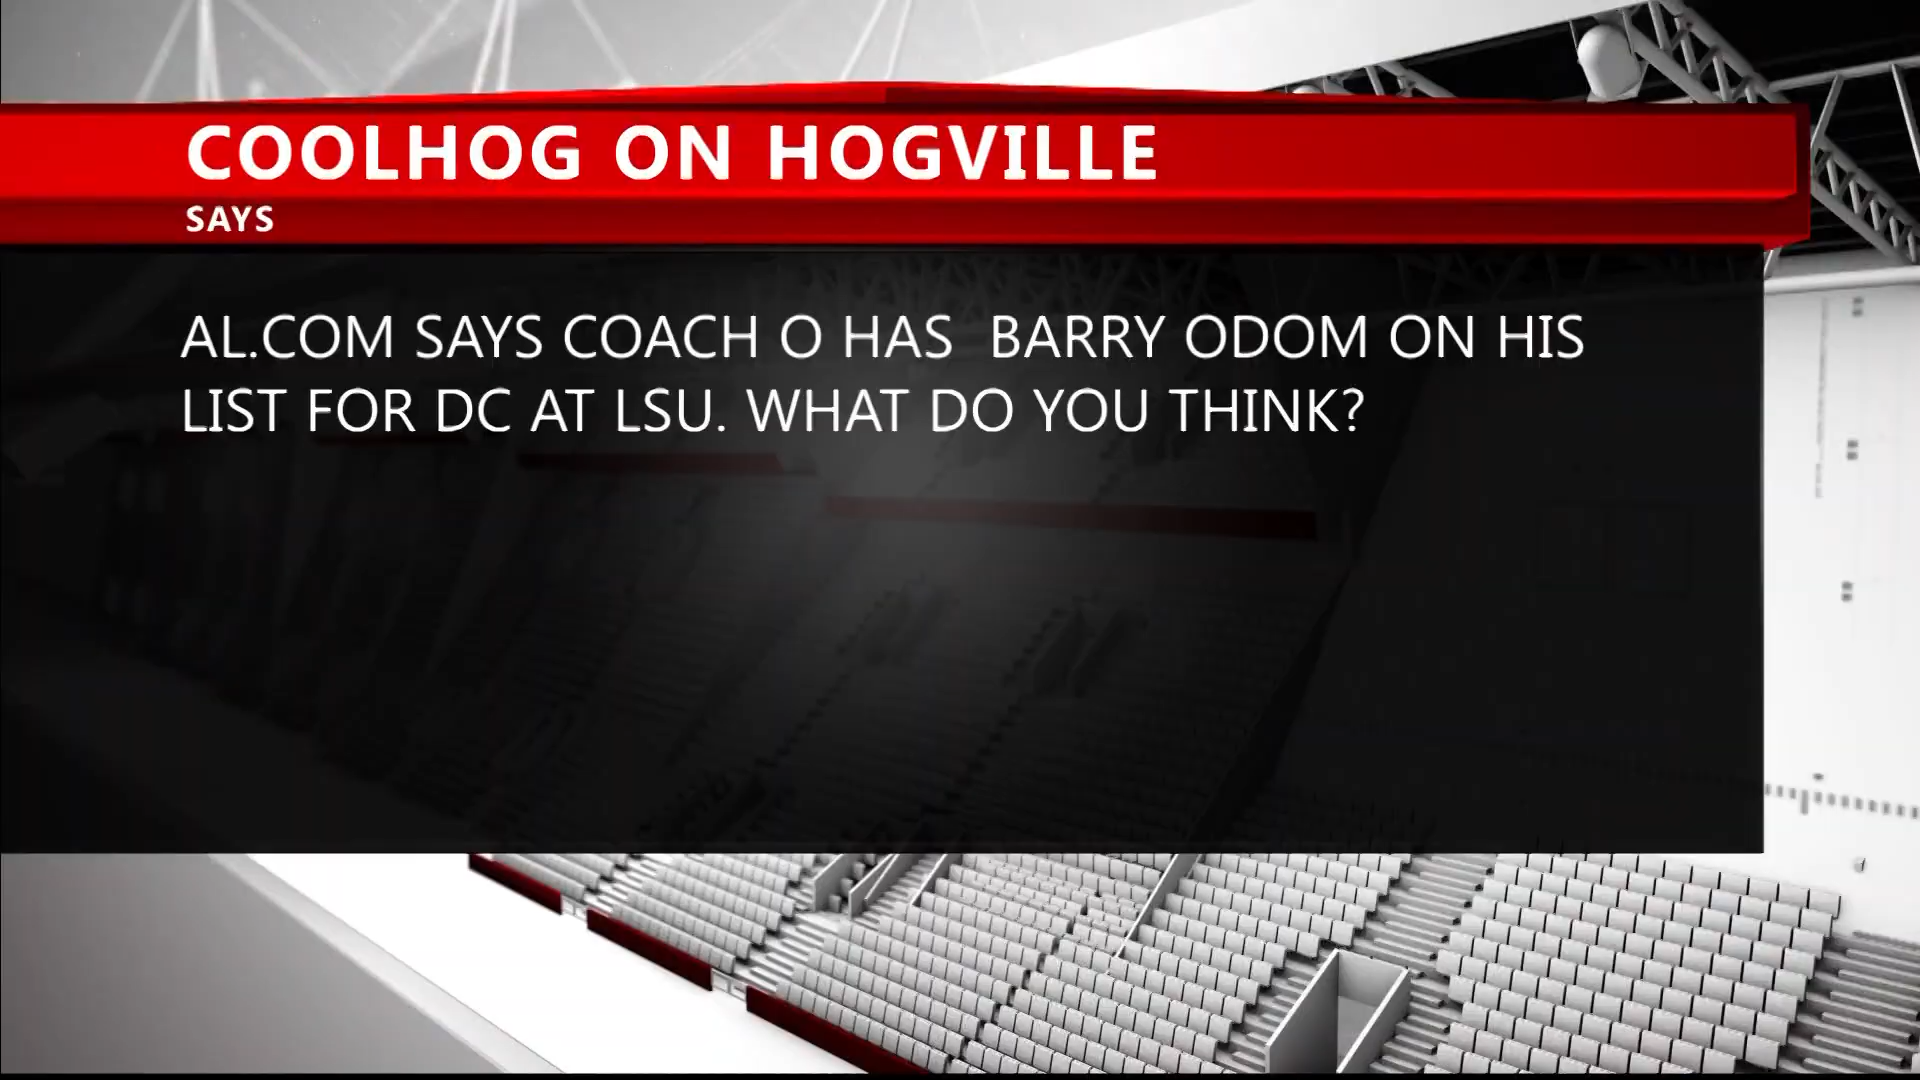 COOLHOG ON HOGVILLE
SAYS
AL.COM SAYS COACH O HAS  BARRY ODOM ON HIS
LIST FOR DC AT LSU. WHAT DO YOU THINK?